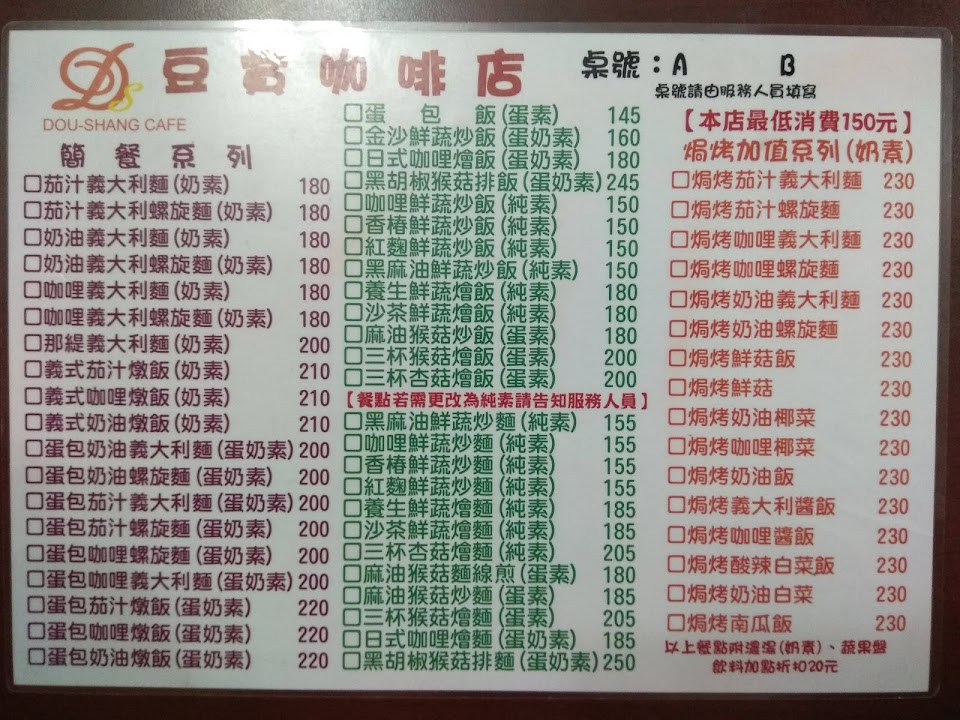 豆賞咖啡店
DS
DOU-SHANG CAFE
桌號：A B
桌號請由服務人員填寫
簡餐系列
□茄汁義大利麵(奶素) 180
□茄汁義大利螺旋麵(奶素) 180
□奶油義大利麵(奶素) 180
□奶油義大利螺旋麵(奶素) 180
□咖哩義大利麵(奶素) 180
□咖哩義大利螺旋麵(奶素) 180
□那緹義大利麵(奶素) 200
□義式茄汁燉飯(奶素) 210
□義式咖哩燉飯(奶素) 210
□義式奶油燉飯(奶素) 210
□蛋包奶油義大利麵(蛋奶素) 200
□蛋包奶油螺旋麵(蛋奶素) 200
□蛋包茄汁義大利麵(蛋奶素) 200
□蛋包茄汁螺旋麵(蛋奶素) 200
□蛋包咖哩螺旋麵(蛋奶素) 200
□蛋包咖哩義大利麵(蛋奶素) 200
□蛋包茄汁燉飯(蛋奶素) 220
□蛋包咖哩燉飯(蛋奶素) 220
□蛋包奶油燉飯(蛋奶素) 220
□蛋 包 飯(蛋素) 145
□金沙鮮蔬炒飯(蛋奶素) 160
□日式咖哩燴飯(蛋奶素) 180
□黑胡椒猴菇排飯(蛋奶素) 245
□咖哩鮮蔬炒飯(純素) 150
□香椿鮮蔬炒飯(純素) 150
□紅麴鮮蔬炒飯(純素) 150
□黑麻油鮮蔬炒飯(純素) 150
□養生鮮蔬燴飯(純素) 180
□沙茶鮮蔬燴飯(純素) 180
□麻油猴菇炒飯(蛋素) 180
□三杯猴菇燴飯(蛋素) 200
□三杯杏菇燴飯(蛋素) 200
【餐點若需更改為純素請告知服務人員】
□黑麻油鮮蔬炒麵(純素) 155
□咖哩鮮蔬炒麵(純素) 155
□香椿鮮蔬炒麵(純素) 155
□紅麴鮮蔬炒麵(純素) 155
□養生鮮蔬燴麵(純素) 185
□沙茶鮮蔬燴麵(純素) 185
□三杯杏菇燴麵(純素) 205
□麻油猴菇麵線煎(蛋素) 180
□麻油猴菇炒麵(蛋素) 185
□三杯猴菇燴麵(蛋素) 205
□日式咖哩燴麵(蛋奶素) 185
□黑胡椒猴菇排麵(蛋奶素) 250
【本店最低消費150元】
焗烤加值系列(奶素)
□焗烤茄汁義大利麵 230
□焗烤茄汁螺旋麵 230
□焗烤咖哩義大利麵 230
□焗烤咖哩螺旋麵 230
□焗烤奶油義大利麵 230
□焗烤奶油螺旋麵 230
□焗烤鮮菇飯 230
□焗烤鮮菇 230
□焗烤奶油椰菜 230
□焗烤咖哩椰菜 230
□焗烤奶油飯 230
□焗烤義大利醬飯 230
□焗烤咖哩醬飯 230
□焗烤酸辣白菜飯 230
□焗烤奶油白菜 230
□焗烤南瓜飯 230
以上餐點附濃湯(奶素)、蔬果盤
飲料加點折扣20元